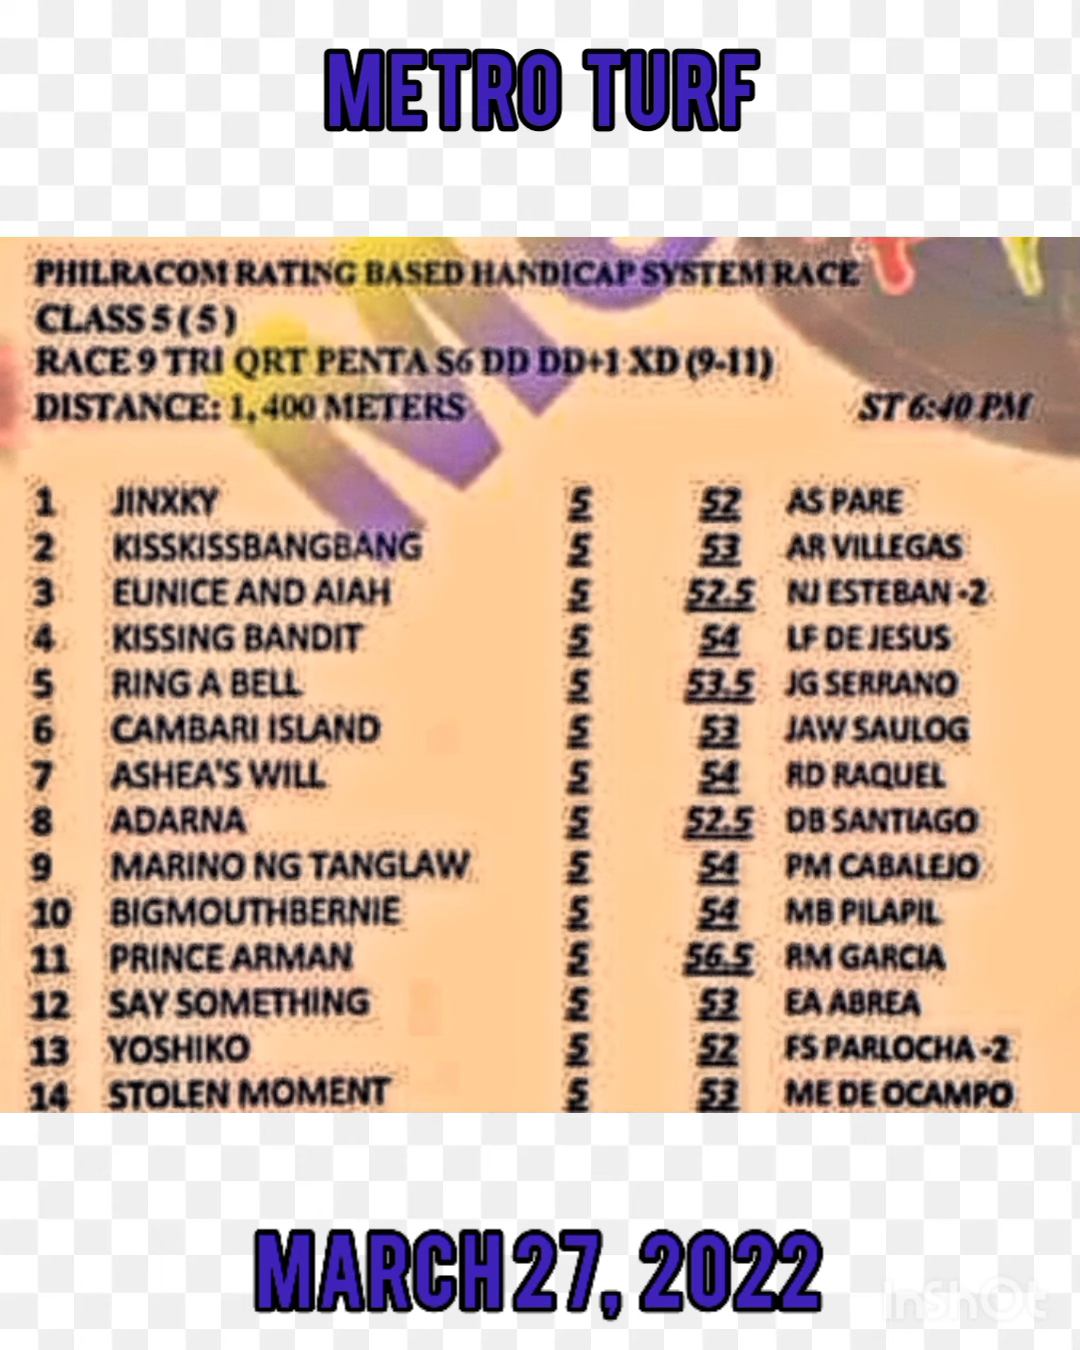 METRO TURF
PHILRACOM RATING BASED HANDICAP SYSTEM RACE
CLASS 5 ( 5 )
RACE 9 TRI QRT PENTA S6 DD DD+1 XD (9-11)
DISTANCE: 1, 400 METERS ST 6:40 PM
1 JINXKY 5 52 AS PARE
2 KISSKISSBANGBANG 5 53 AR VILLEGAS
3 EUNICE AND AIAH 5 52.5 NJ ESTEBAN -2
4 KISSING BANDIT 5 54 LF DE JESUS
5 RING A BELL 5 53.5 JG SERRANO
6 CAMBARI ISLAND 5 53 JAW SAULOG
7 ASHEA'S WILL 5 54 RD RAQUEL
8 ADARNA 5 52.5 DB SANTIAGO
9 MARINO NG TANGLAW 5 54 PM CABALEJO
10 BIGMOUTHBERNIE 5 54 MB PILAPIL
11 PRINCE ARMAN 5 56.5 RM GARCIA
12 SAY SOMETHING 5 53 EA ABREA
13 YOSHIKO 5 52 FS PARLOCHA -2
14 STOLEN MOMENT 5 53 ME DE OCAMPO
MARCH 27, 2022
InShOt